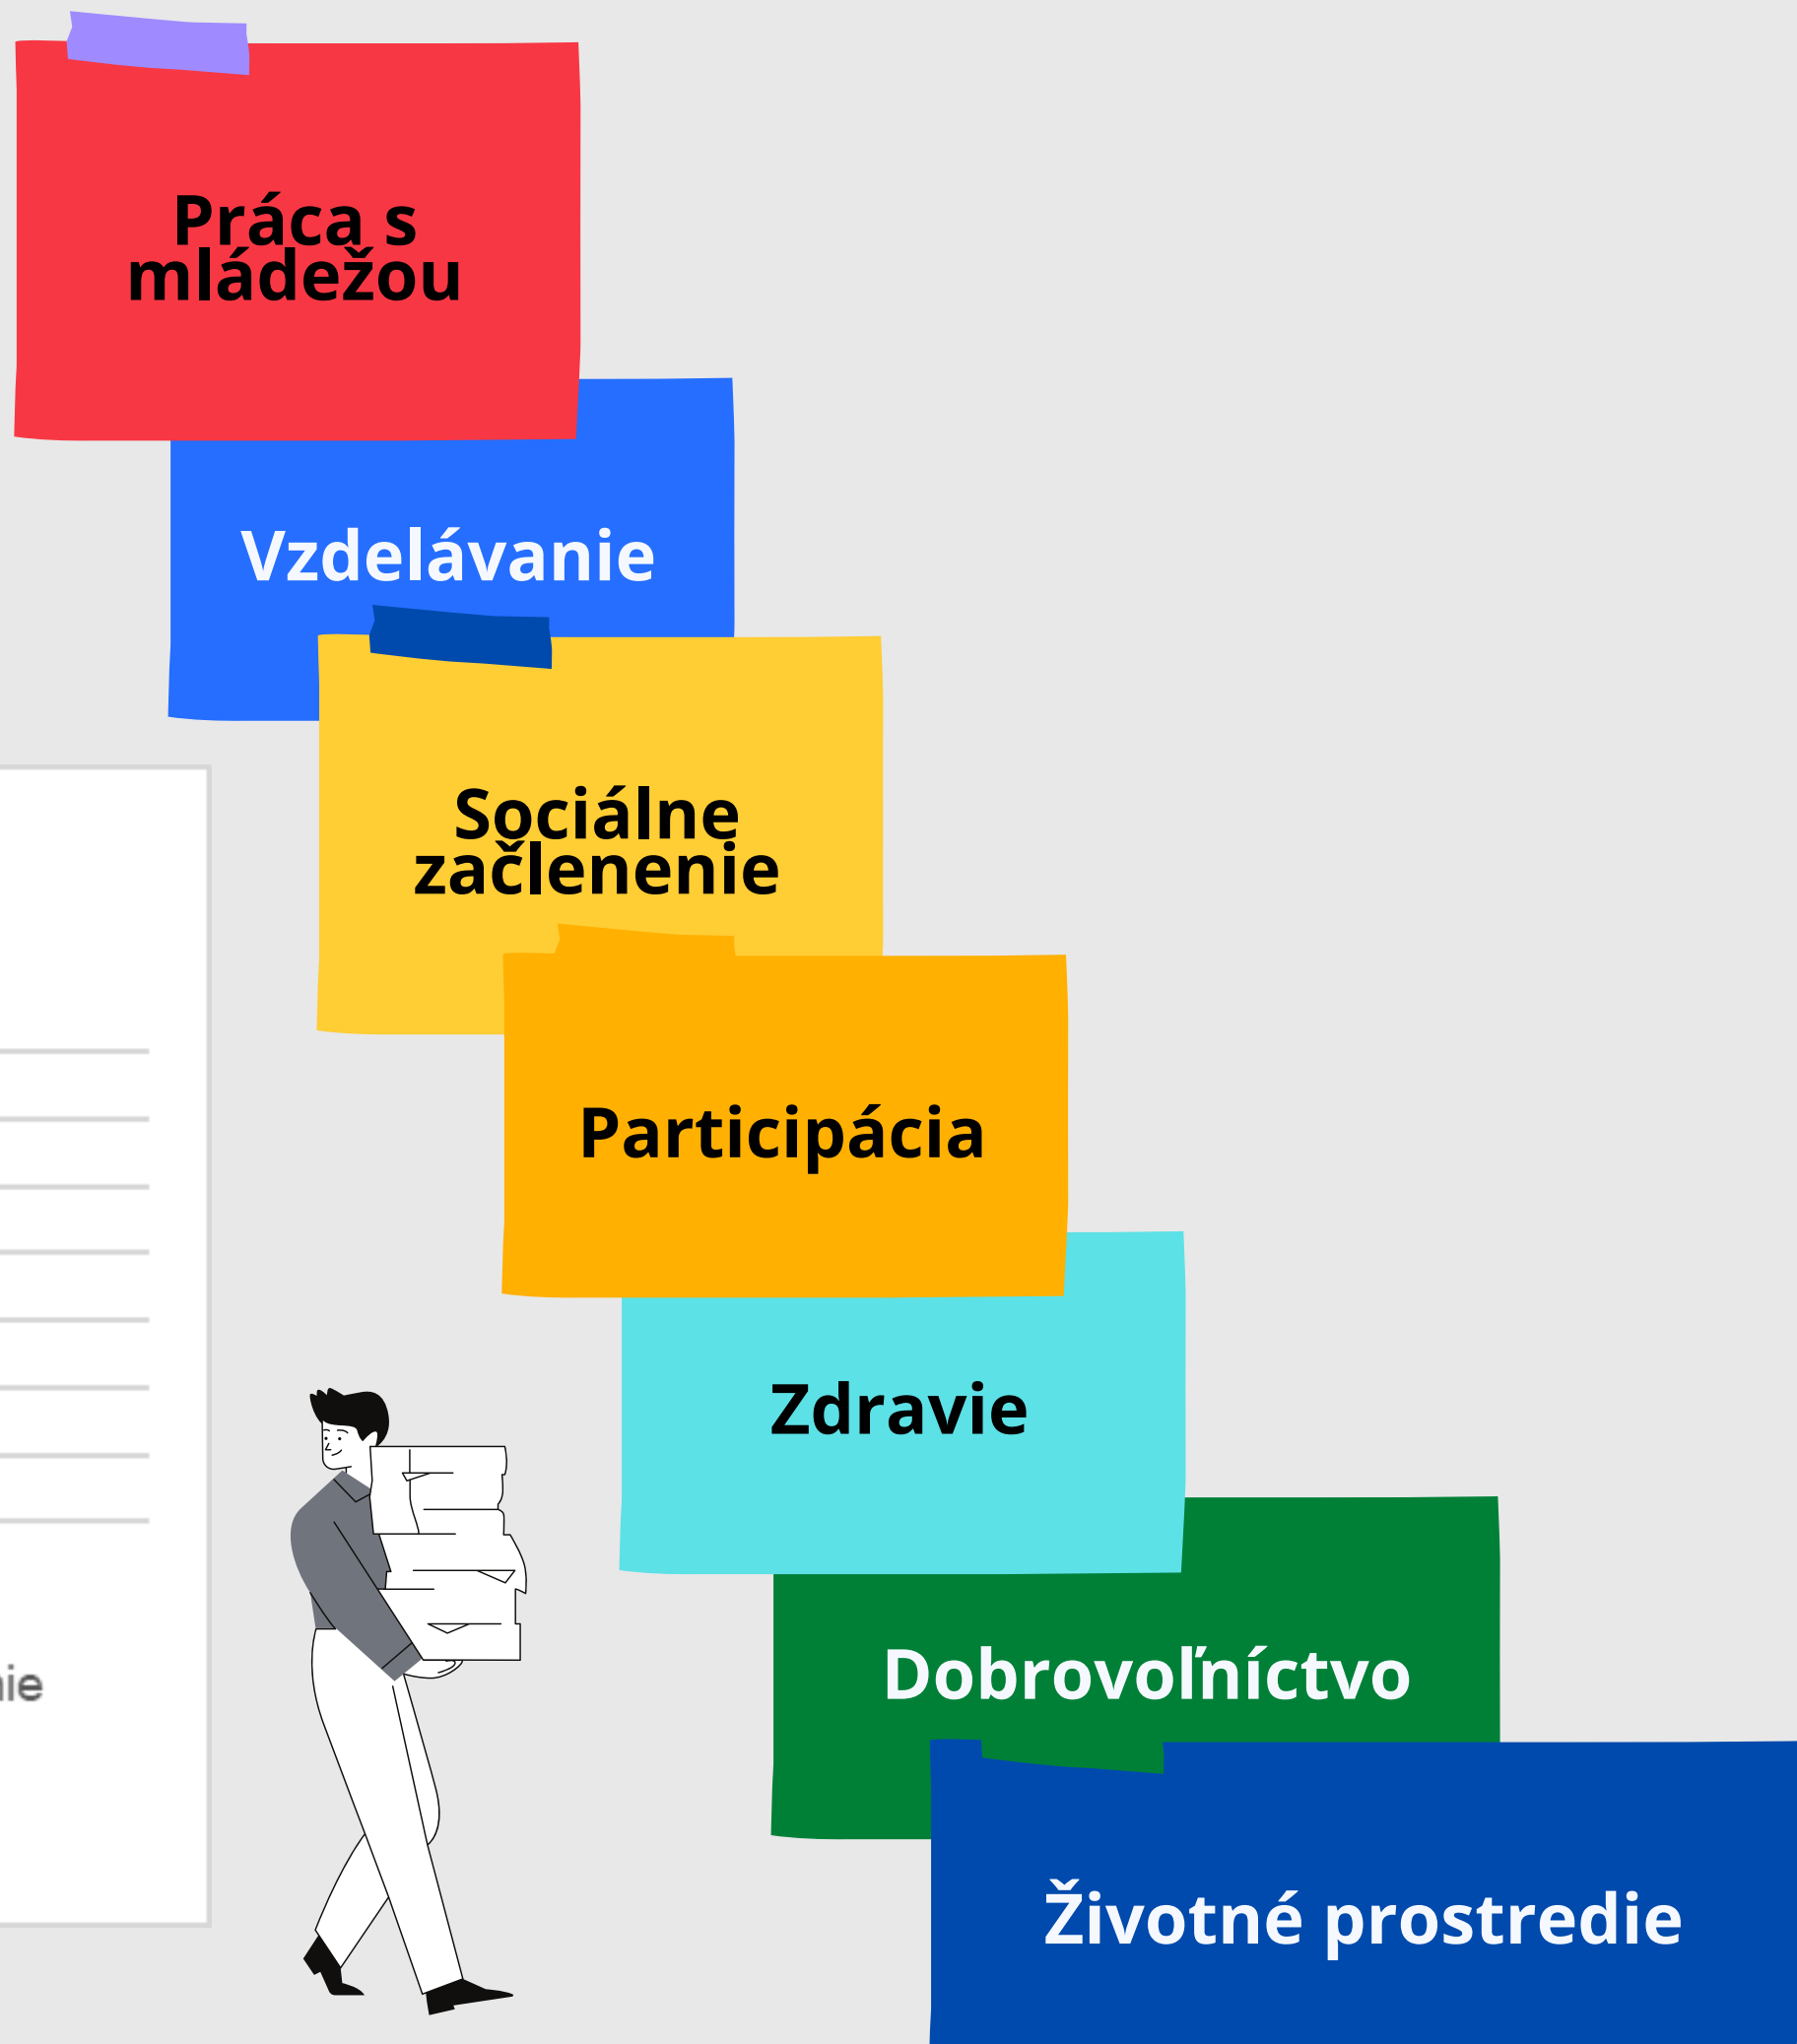 Práca s
mládežou
Vzdelávanie
Sociálne
začlenenie
Participácia
Zdravie
Dobrovoľníctvo
Životné prostredie